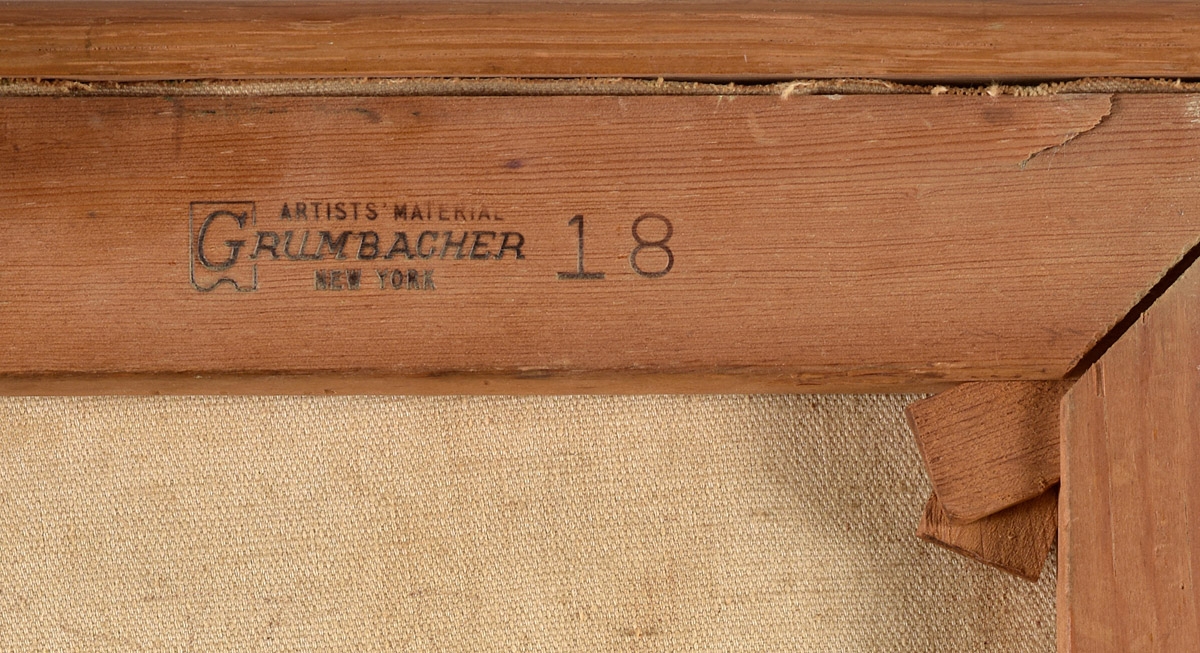 ARTISTS' MATERIAL
GRUMBACHER 18
NEW YORK